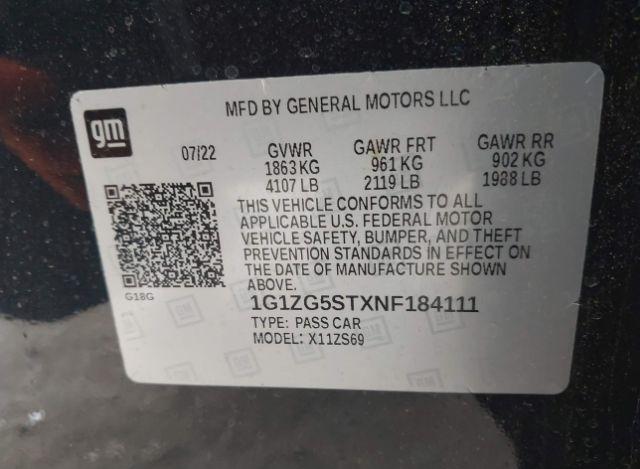 MFD BY GENERAL MOTORS LLC
gm
07/22 GVWR GAWR FRT GAWR RR
1863 KG 961 KG 902 KG
4107 LB 2119 LB 1988 LB
THIS VEHICLE CONFORMS TO ALL
APPLICABLE U.S. FEDERAL MOTOR
VEHICLE SAFETY, BUMPER, AND THEFT
PREVENTION STANDARDS IN EFFECT ON
THE DATE OF MANUFACTURE SHOWN
ABOVE.
G18G
1G1ZG5STXNF184111
TYPE: PASS CAR
MODEL: X11ZS69